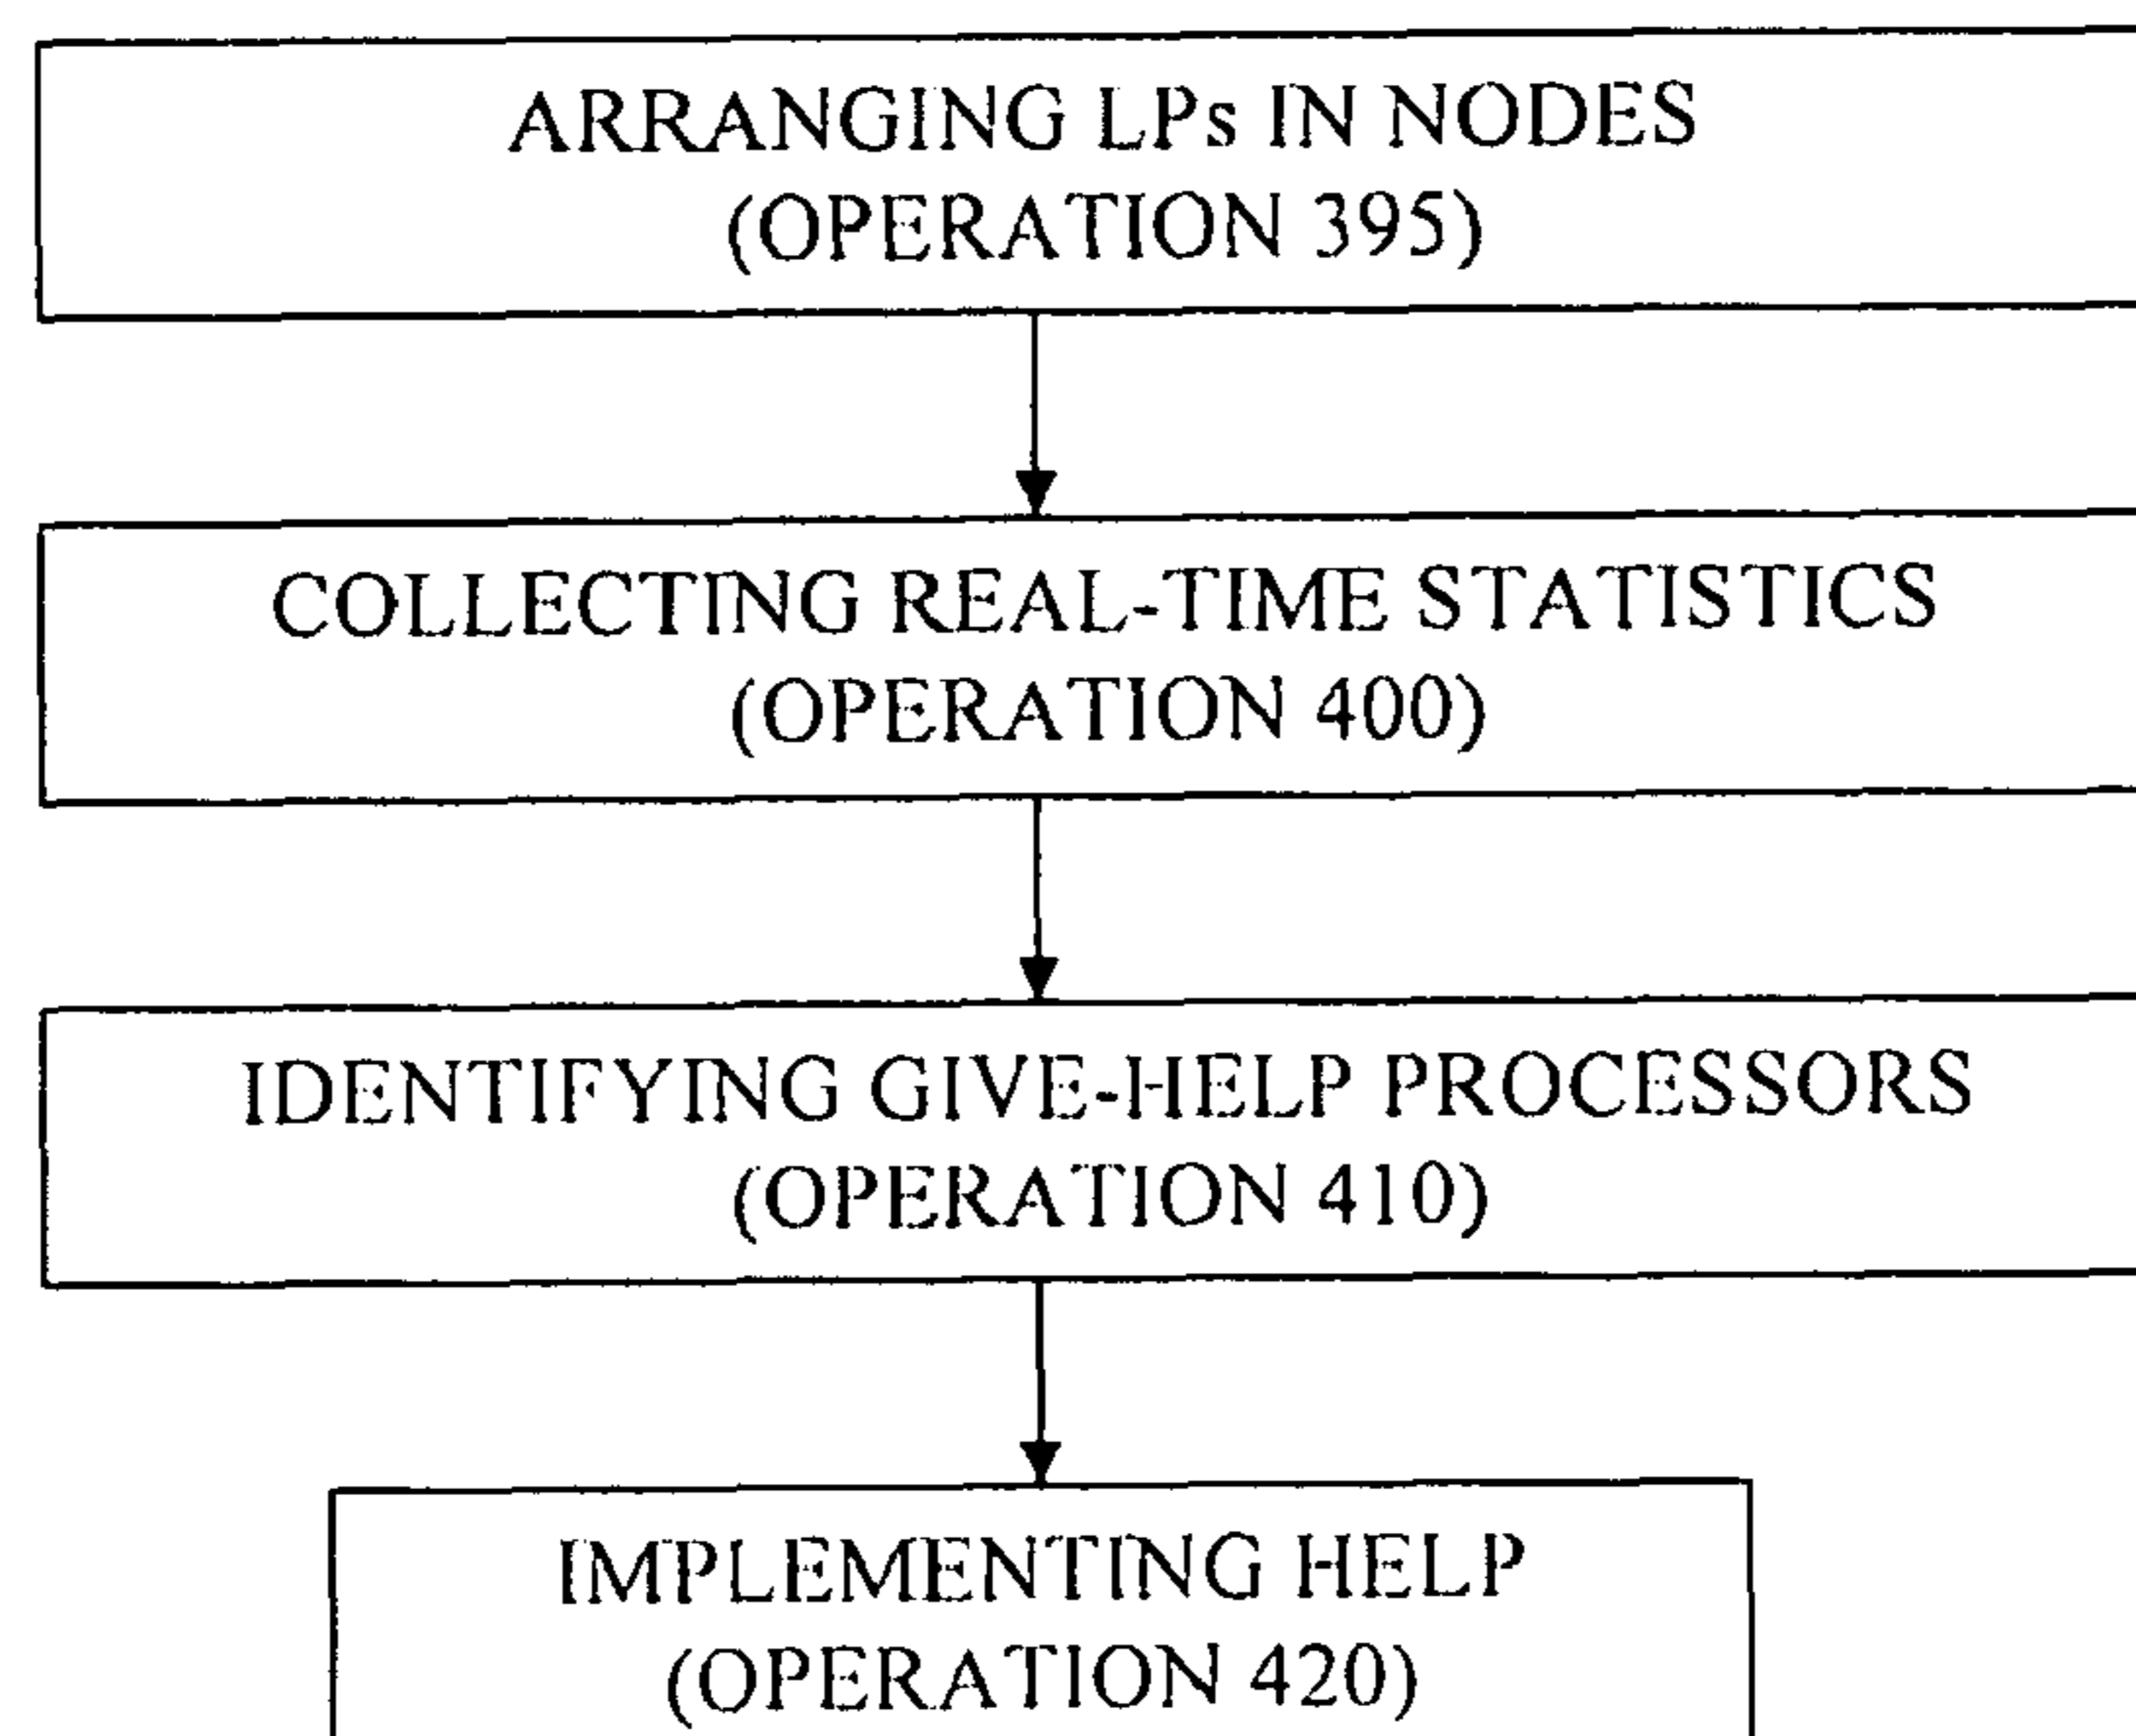 ARRANGING LPs IN NODES
(OPERATION 395)
COLLECTING REAL-TIME STATISTICS
(OPERATION 400)
IDENTIFYING GIVE-HELP PROCESSORS
(OPERATION 410)
IMPLEMENTING HELP
(OPERATION 420)